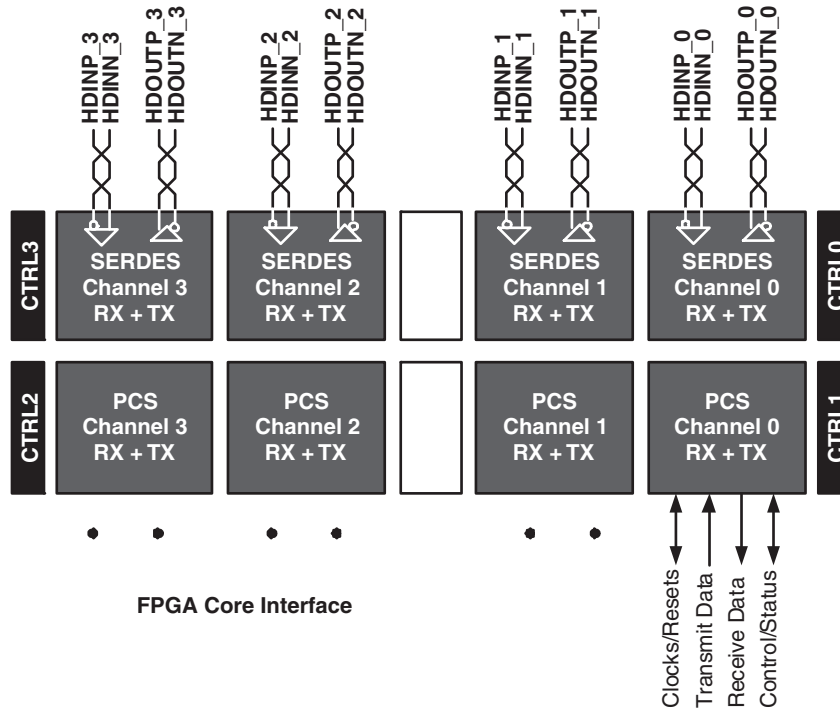 HDINP_3
HDINN_3
HDOUTP_3
HDOUTN_3
HDINP_2
HDINN_2
HDOUTP_2
HDOUTN_2
HDINP_1
HDINN_1
HDOUTP_1
HDOUTN_1
HDINP_0
HDINN_0
HDOUTP_0
HDOUTN_0
CTRL3
SERDES
Channel 3
RX + TX
SERDES
Channel 2
RX + TX
SERDES
Channel 1
RX + TX
SERDES
Channel 0
RX + TX
CTRL0
CTRL2
PCS
Channel 3
RX + TX
PCS
Channel 2
RX + TX
PCS
Channel 1
RX + TX
PCS
Channel 0
RX + TX
CTRL1
FPGA Core Interface
Clocks/Resets
Transmit Data
Receive Data
Control/Status